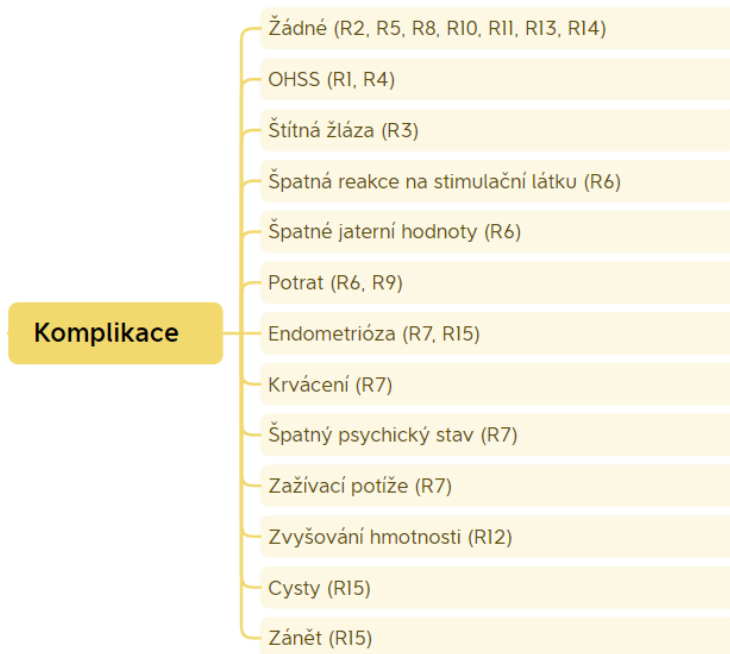 Komplikace
Žádné (R2, R5, R8, R10, R11, R13, R14)
OHSS (R1, R4)
Štítná žláza (R3)
Špatná reakce na stimulační látku (R6)
Špatné jaterní hodnoty (R6)
Potrat (R6, R9)
Endometrióza (R7, R15)
Krvácení (R7)
Špatný psychický stav (R7)
Zažívací potíže (R7)
Zvyšování hmotnosti (R12)
Cysty (R15)
Zánět (R15)